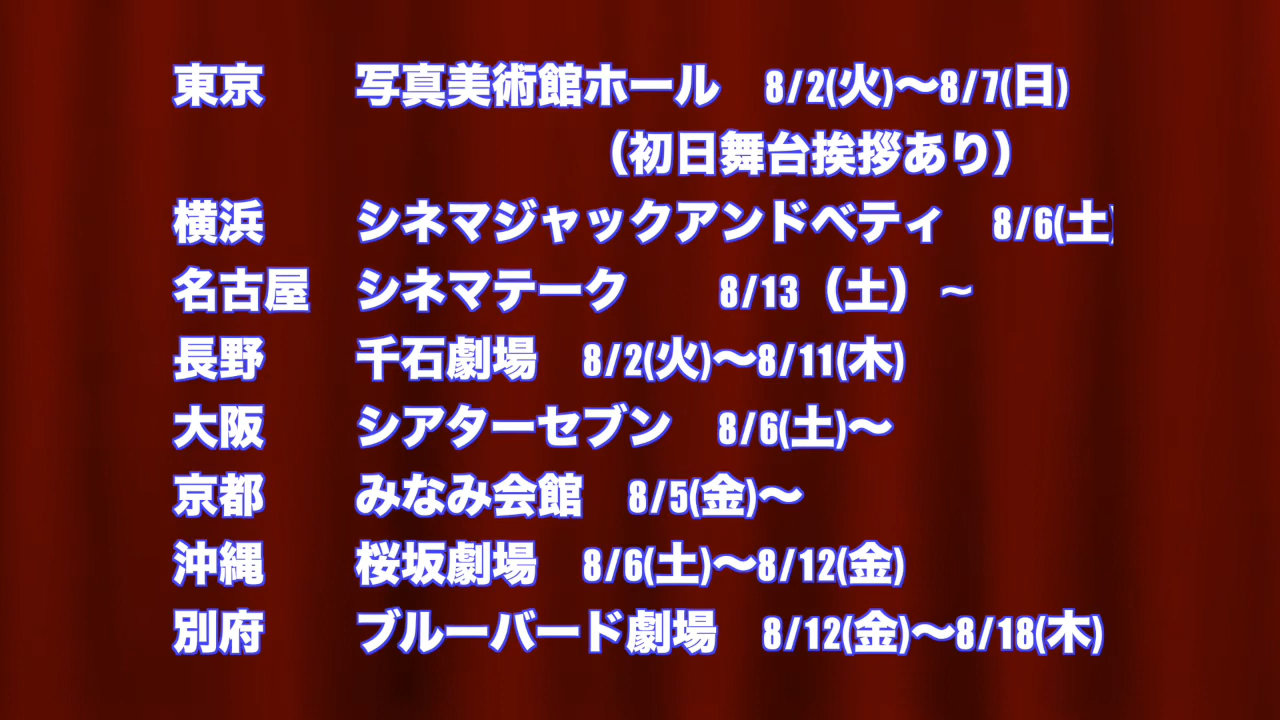 東京　　写真美術館ホール　8/2(火)〜8/7(日)
（初日舞台挨拶あり）
横浜　　シネマジャックアンドベティ　8/6(土)
名古屋　シネマテーク　　8/13（土）～
長野　　千石劇場　8/2(火)〜8/11(木)
大阪　　シアターセブン　8/6(土)〜
京都　　みなみ会館　8/5(金)〜
沖縄　　桜坂劇場　8/6(土)〜8/12(金)
別府　　ブルーバード劇場　8/12(金)〜8/18(木)